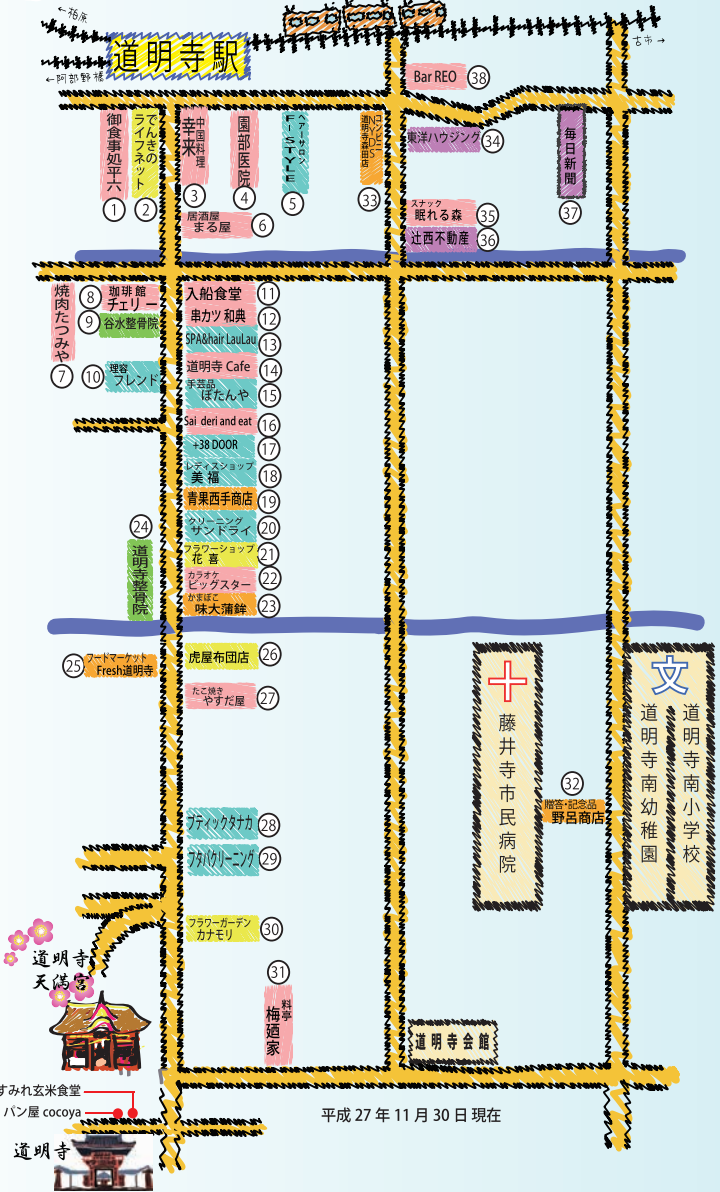 ←柏原
←阿部野橋
道明寺駅
古市→
Bar REO
38
御食事処平六
1
でんきの
ライフネット
2
中国料理
幸来
3
園部医院
4
ヘアーサロン
F-STYLE
5
居酒屋
まる屋
6
コンビニ
NYDS
道明寺森田店
33
東洋ハウジング
34
毎日新聞
37
スナック
眠れる森
35
辻西不動産
36
焼肉たつみや
7
8
珈琲館
チェリー
9
谷水整骨院
10
理容
フレンド
入船食堂
11
串カツ 和典
12
SPA&hair LauLau
13
道明寺 Cafe
14
手芸品
ぼたんや
15
Sai deri and eat
16
+38 DOOR
17
レディスショップ
美福
18
青果西手商店
19
クリーニング
サンドライ
20
フラワーショップ
花喜
21
カラオケ
ビッグスター
22
かまぼこ
味大蒲鉾
23
24
道明寺整骨院
25
フードマーケット
Fresh道明寺
虎屋布団店
26
たこ焼き
やすだ屋
27
藤井寺市民病院
文
道明寺南小学校
道明寺南幼稚園
32
贈答・記念品
野呂商店
ブティックタナカ
28
フタバクリーニング
29
フラワーガーデン
カナモリ
30
31
料亭
梅廼家
道明寺
天満宮
道明寺会館
すみれ玄米食堂
パン屋 cocoya
道明寺
平成 27 年 11 月 30 日 現在